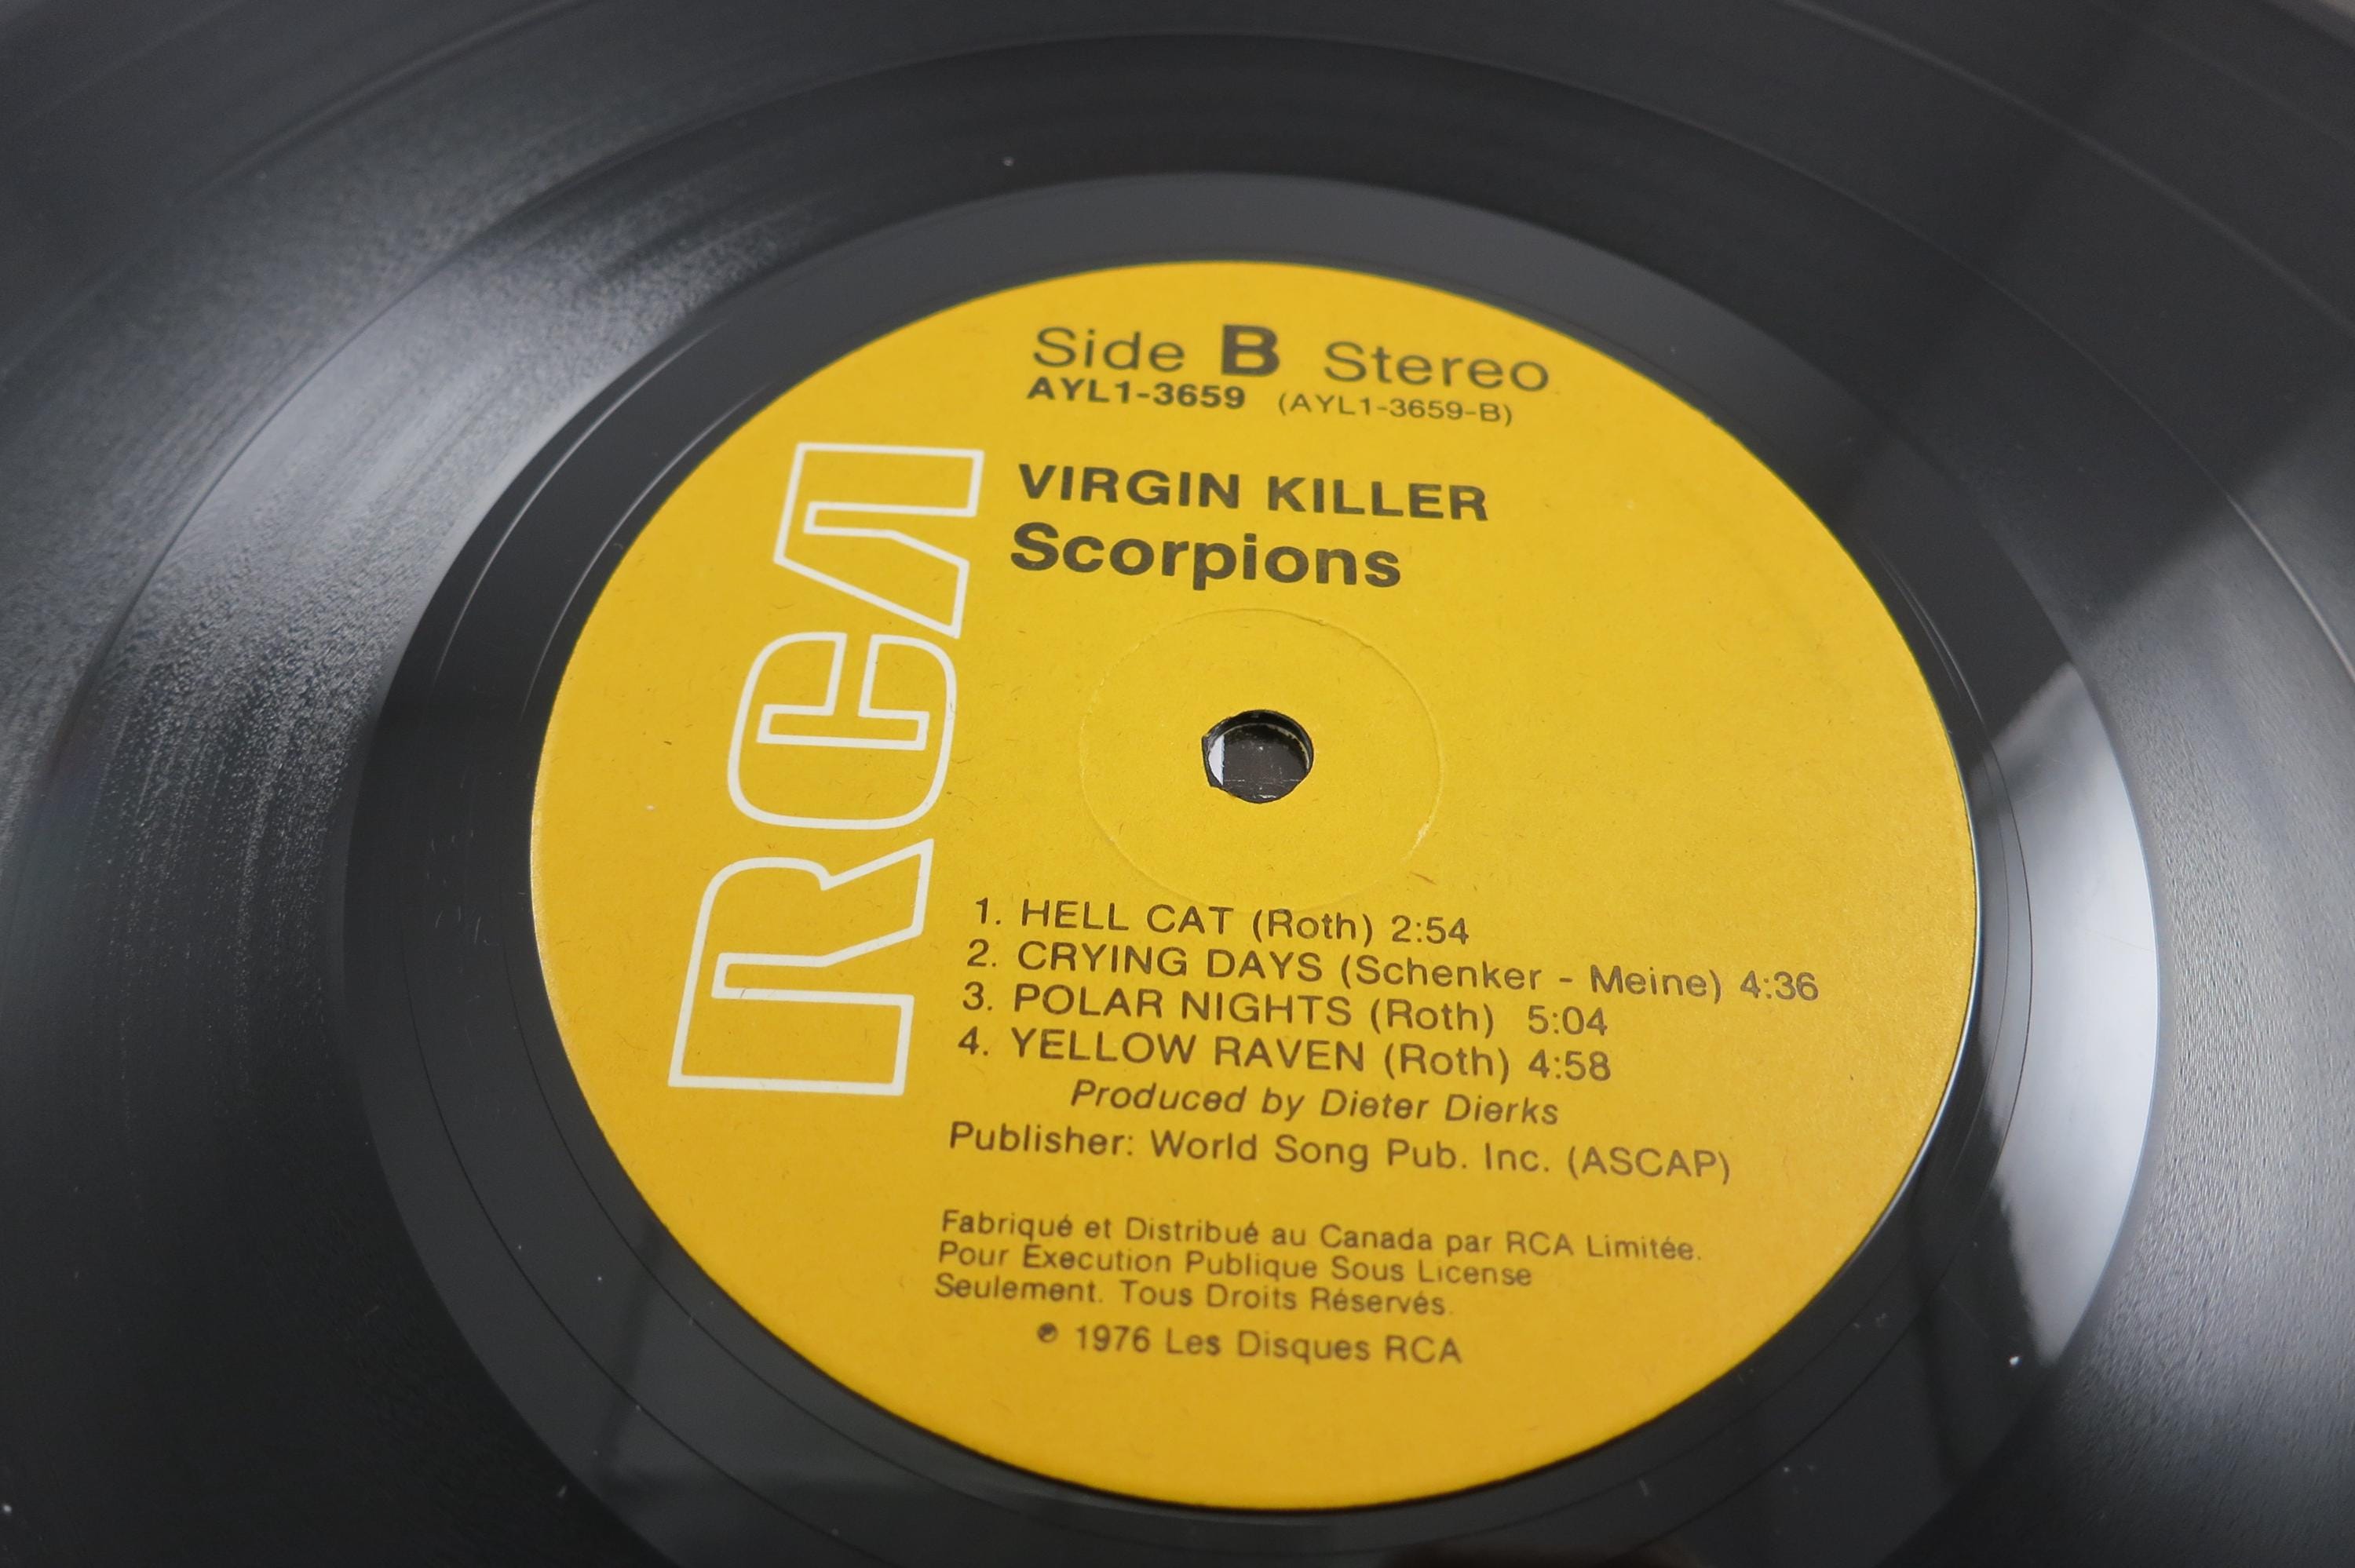 Side B Stereo
AYL1-3659 (AYL1-3659-B)
VIRGIN KILLER
Scorpions
RCA
1. HELL CAT (Roth) 2:54
2. CRYING DAYS (Schenker - Meine) 4:36
3. POLAR NIGHTS (Roth) 5:04
4. YELLOW RAVEN (Roth) 4:58
Produced by Dieter Dierks
Publisher: World Song Pub. Inc. (ASCAP)
Fabriqué et Distribué au Canada par RCA Limitée.
Pour Execution Publique Sous License
Seulement. Tous Droits Réservés.
℗ 1976 Les Disques RCA